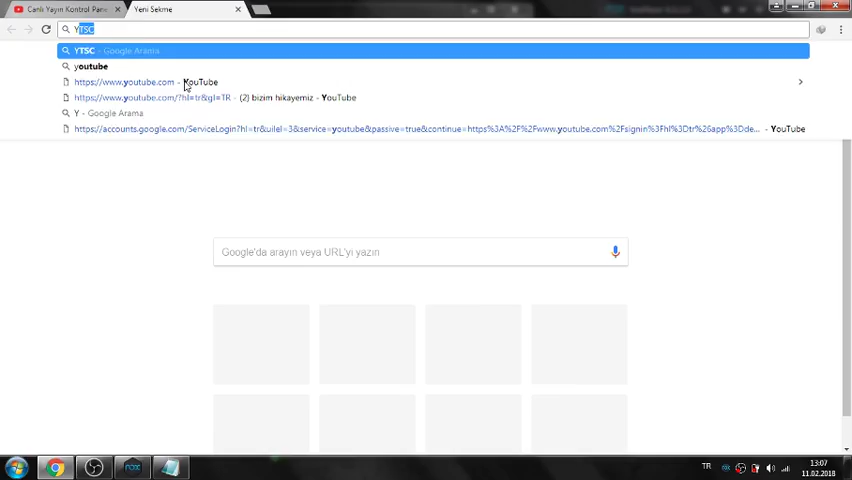 Canlı Yayın Kontrol Pane
Yeni Sekme
YTSC
YTSC - Google Arama
youtube
https://www.youtube.com - YouTube
https://www.youtube.com/?hl=tr&gl=TR - (2) bizim hikayemiz - YouTube
Y - Google Arama
https://accounts.google.com/ServiceLogin?hl=tr&uilel=3&service=youtube&passive=true&continue=https%3A%2F%2Fwww.youtube.com%2Fsignin%3Fhl%3Dtr%26app%3Dde... - YouTube
Google'da arayın veya URL'yi yazın
nox
TR
13:07
11.02.2018